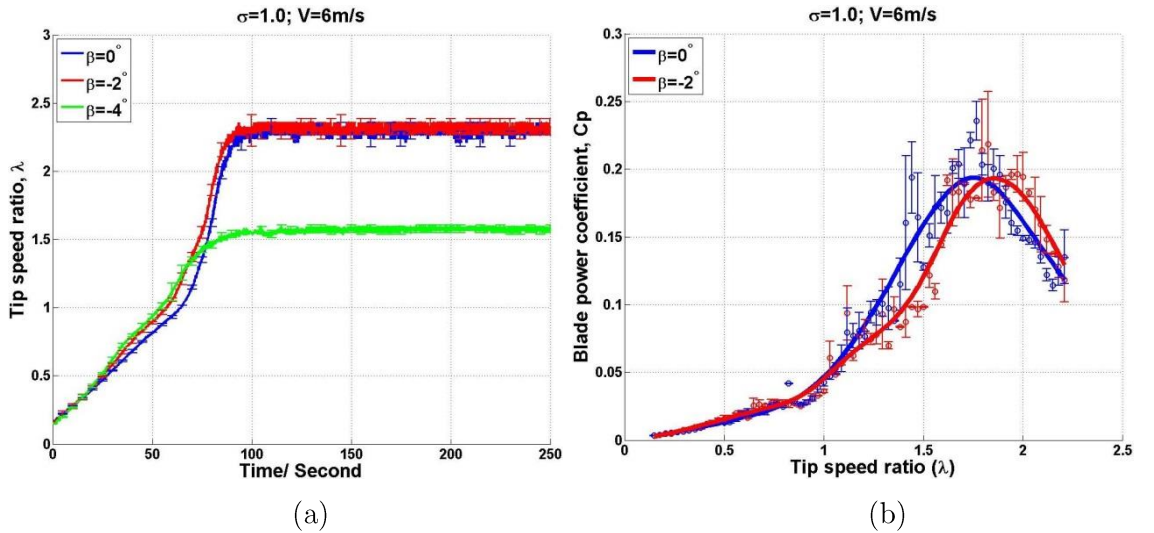 σ=1.0; V=6m/s
3
2.5
2
1.5
1
0.5
0
Tip speed ratio, λ
β=0°
β=-2°
β=-4°
0 50 100 150 200 250
Time/ Second
(a)
σ=1.0; V=6m/s
0.3
0.25
0.2
0.15
0.1
0.05
0
Blade power coefficient, Cp
β=0°
β=-2°
0 0.5 1 1.5 2 2.5
Tip speed ratio (λ)
(b)